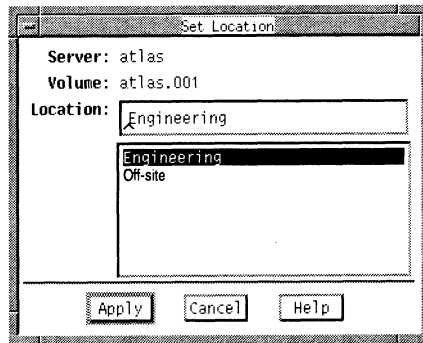 Set Location
Server: atlas
Volume: atlas.001
Location: Engineering
Engineering
Off-site
Apply Cancel Help